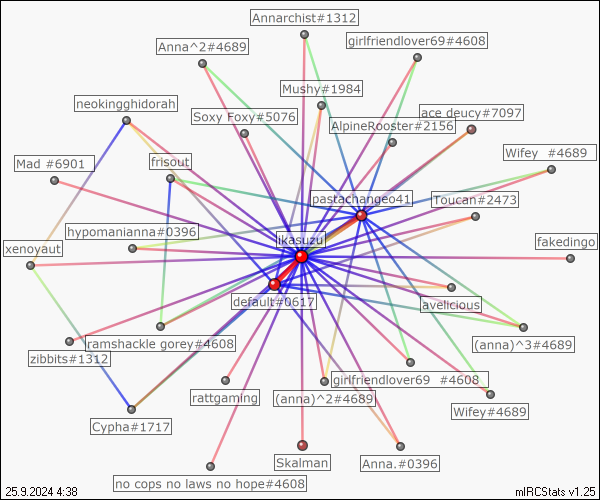 Annarchist#1312
girlfriendlover69#4608
Anna^2#4689
Mushy#1984
neokingghidorah
Soxy Foxy#5076
ace deucy#7097
AlpineRooster#2156
Mad #6901
frisout
Wifey #4689
pastachangeo41
Toucan#2473
hypomanianna#0396
ikasuzu
xenoyaut
fakedingo
default#0617
avelicious
ramshackle gorey#4608
(anna)^3#4689
zibbits#1312
girlfriendlover69 #4608
rattgaming
(anna)^2#4689
Wifey#4689
Cypha#1717
Skalman
Anna.#0396
no cops no laws no hope#4608
25.9.2024 4:38
mIRCStats v1.25